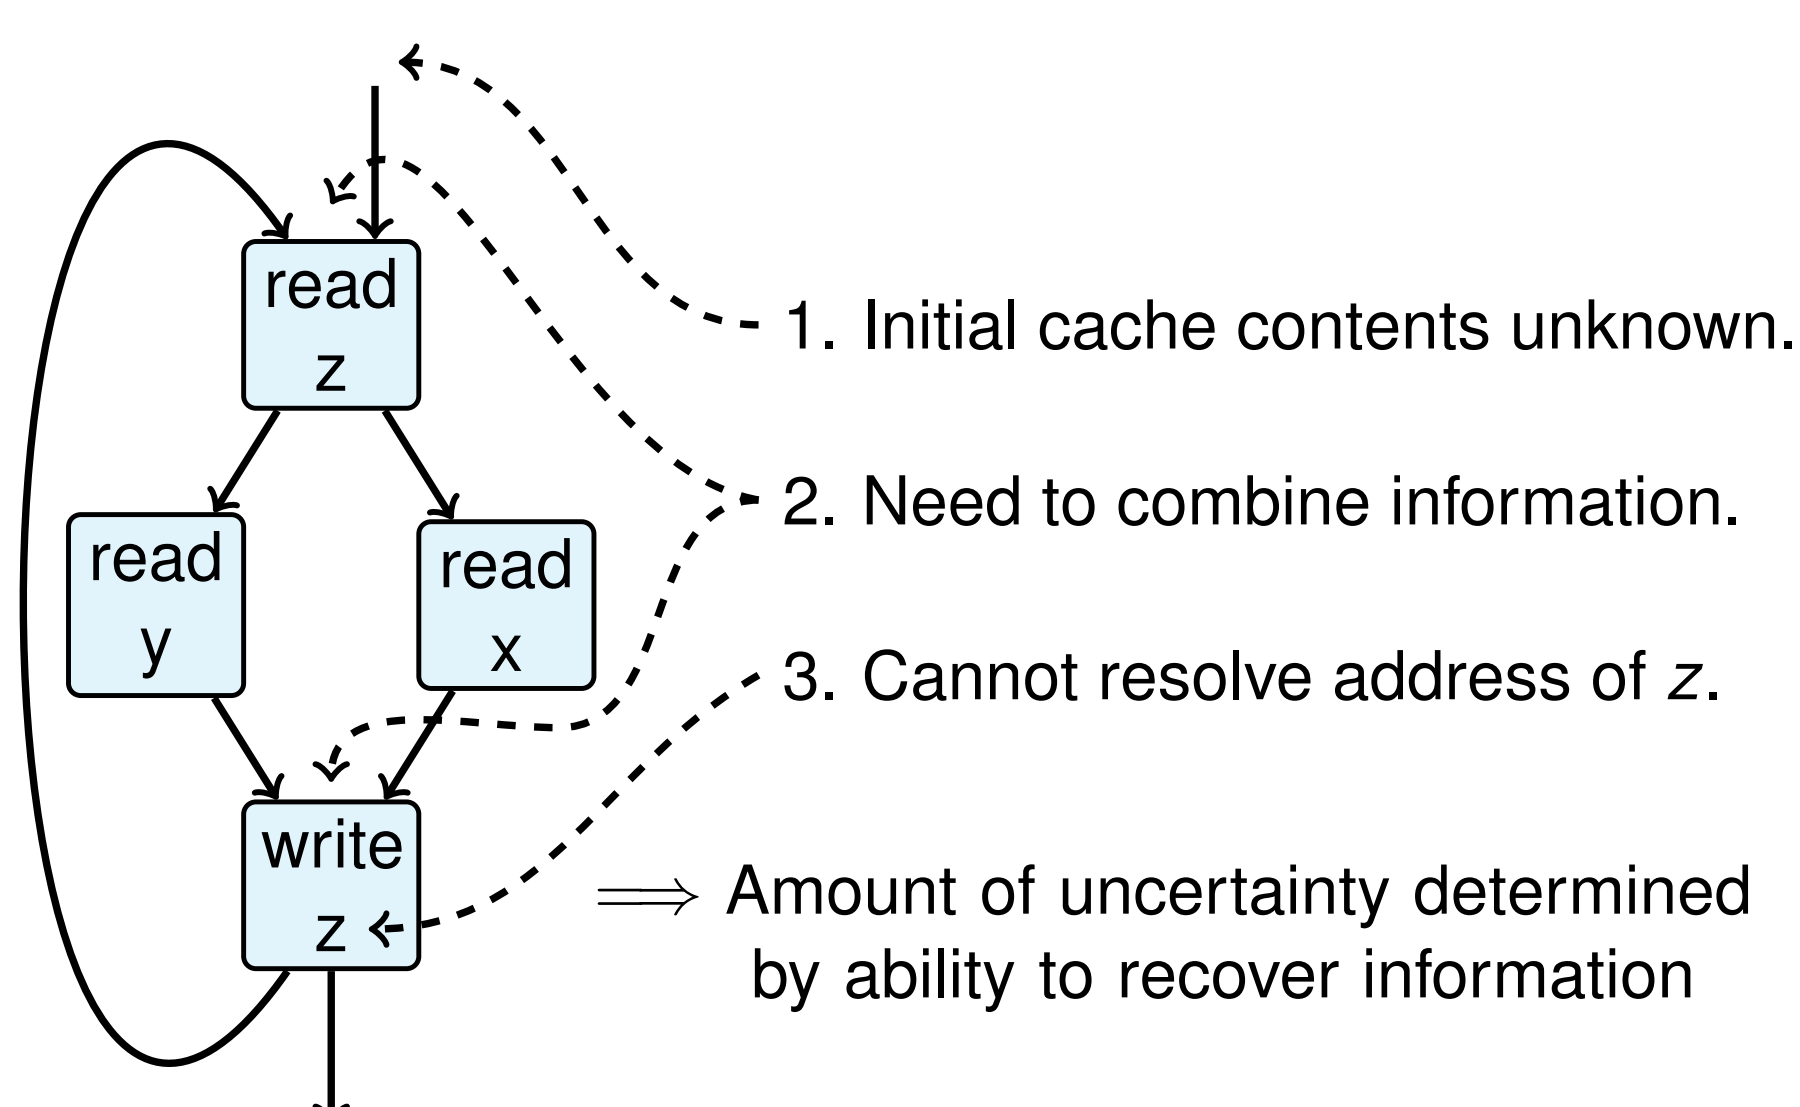 read
z
read
y
read
x
write
z
1. Initial cache contents unknown.
2. Need to combine information.
3. Cannot resolve address of z.
⟹ Amount of uncertainty determined
by ability to recover information